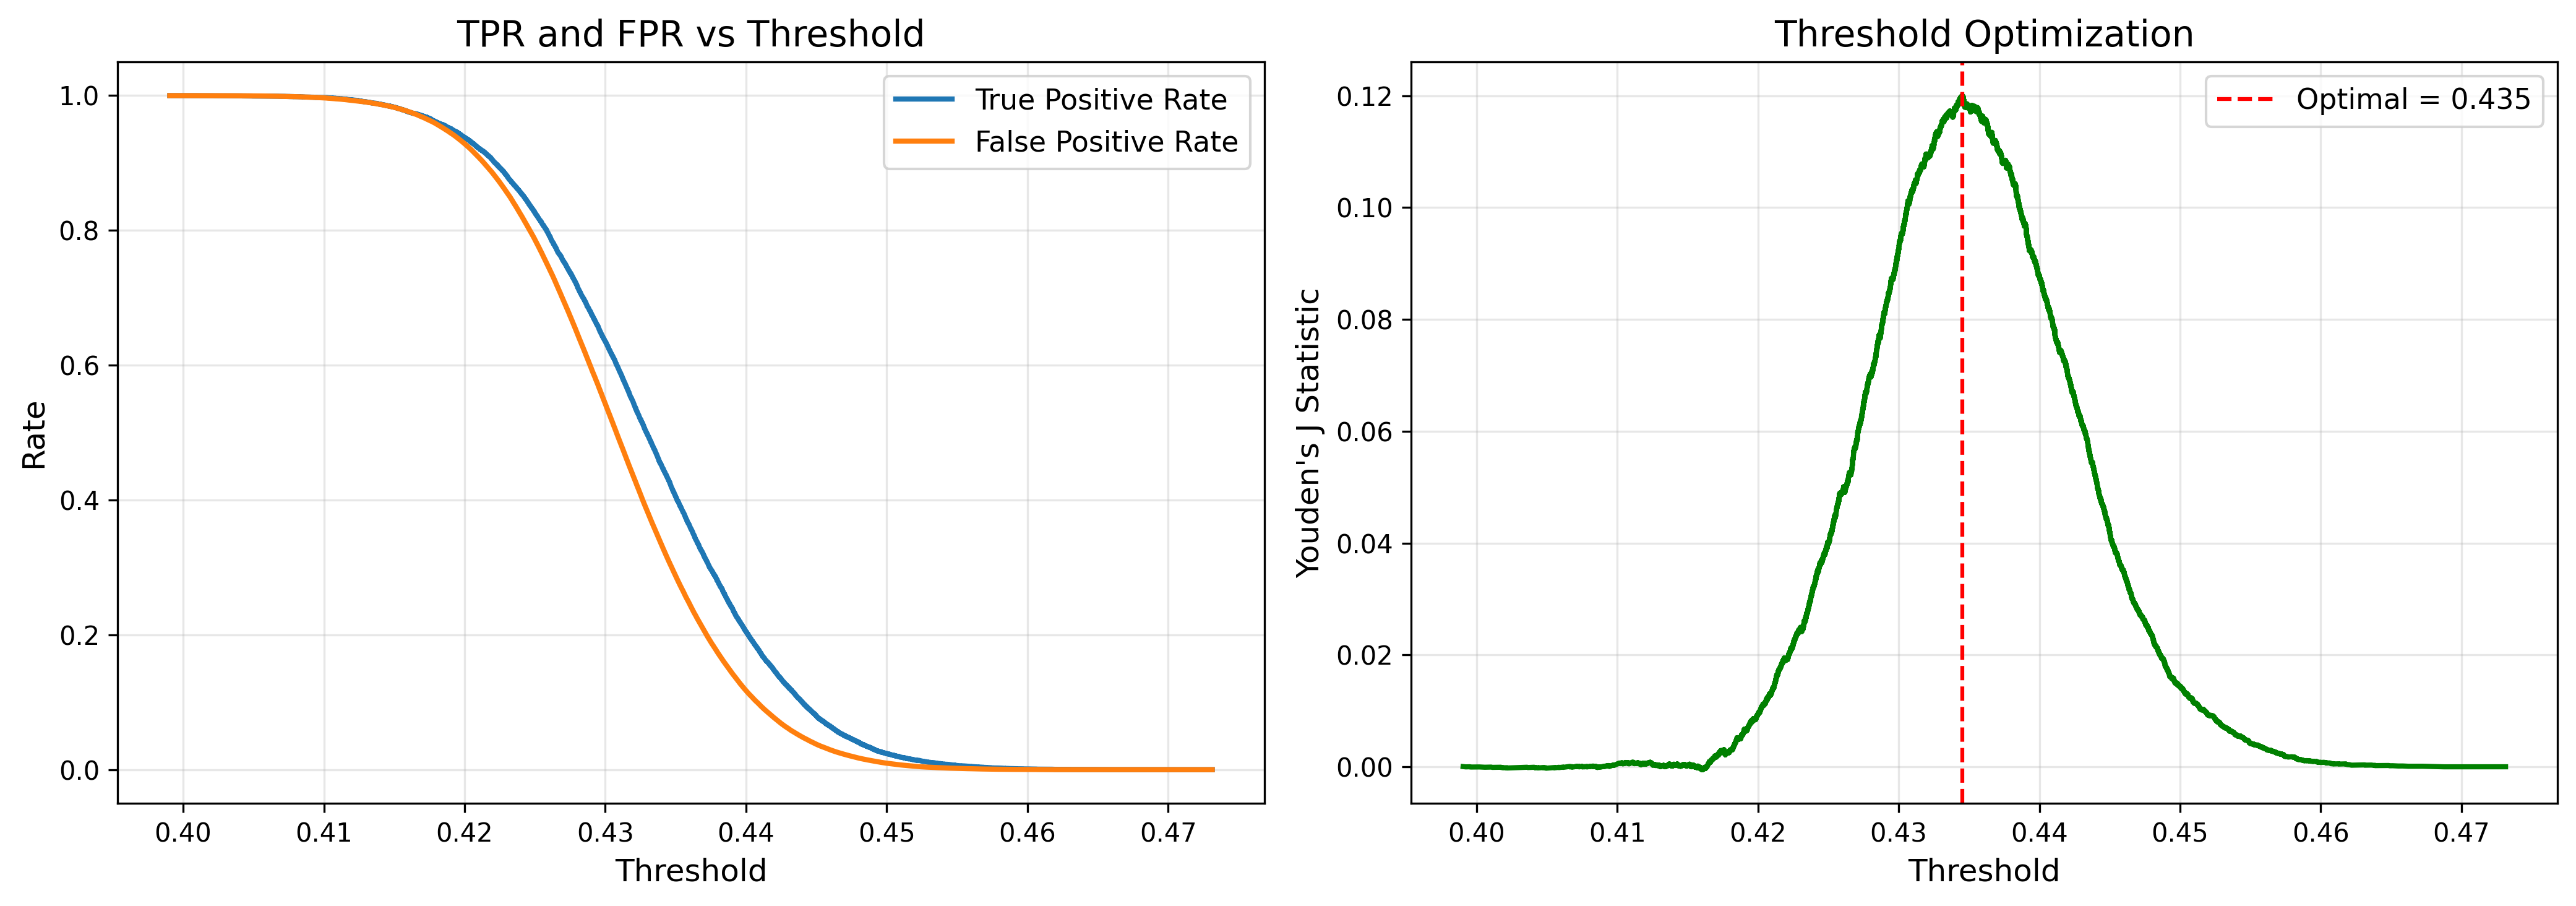 TPR and FPR vs Threshold
True Positive Rate
False Positive Rate
Rate
1.0
0.8
0.6
0.4
0.2
0.0
0.40 0.41 0.42 0.43 0.44 0.45 0.46 0.47
Threshold
Threshold Optimization
Optimal = 0.435
Youden's J Statistic
0.12
0.10
0.08
0.06
0.04
0.02
0.00
0.40 0.41 0.42 0.43 0.44 0.45 0.46 0.47
Threshold